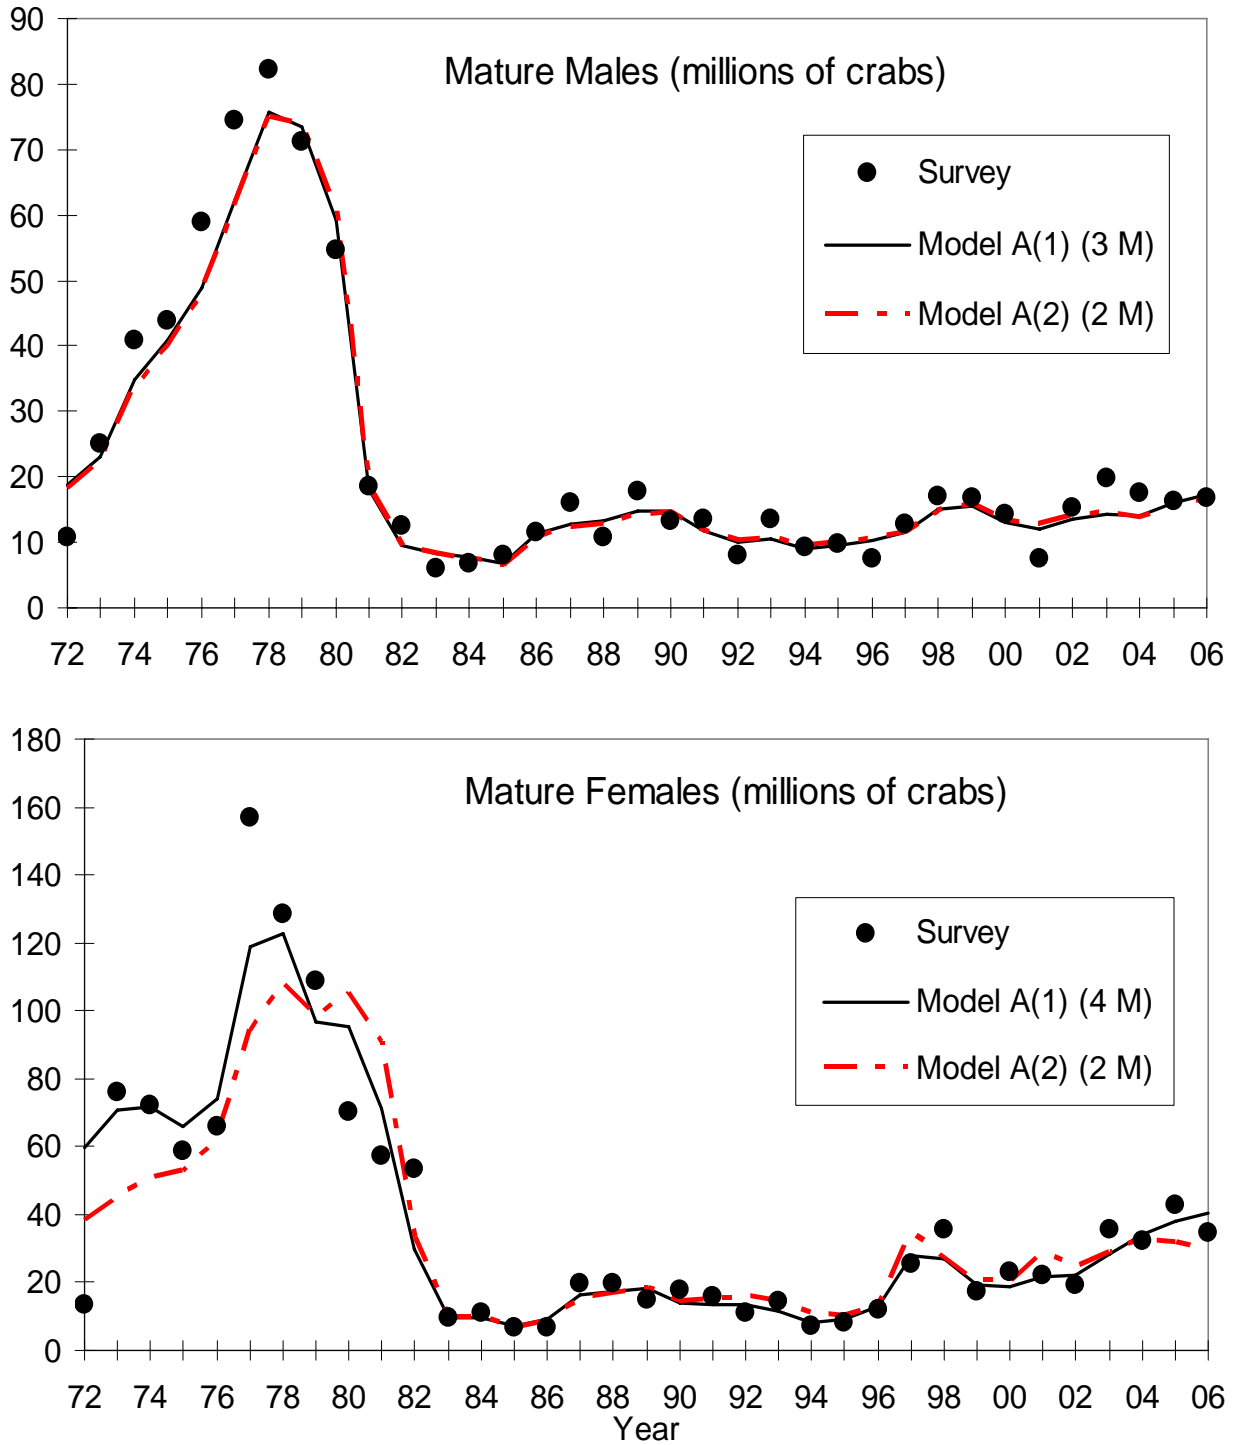 90
Mature Males (millions of crabs)
80
70
Survey
60
Model A(1) (3 M)
50
Model A(2) (2 M)
40
30
20
10
0
72 74 76 78 80 82 84 86 88 90 92 94 96 98 00 02 04 06
180
Mature Females (millions of crabs)
160
140
120
Survey
100
Model A(1) (4 M)
80
Model A(2) (2 M)
60
40
20
0
72 74 76 78 80 82 84 86 88 90 92 94 96 98 00 02 04 06
Year